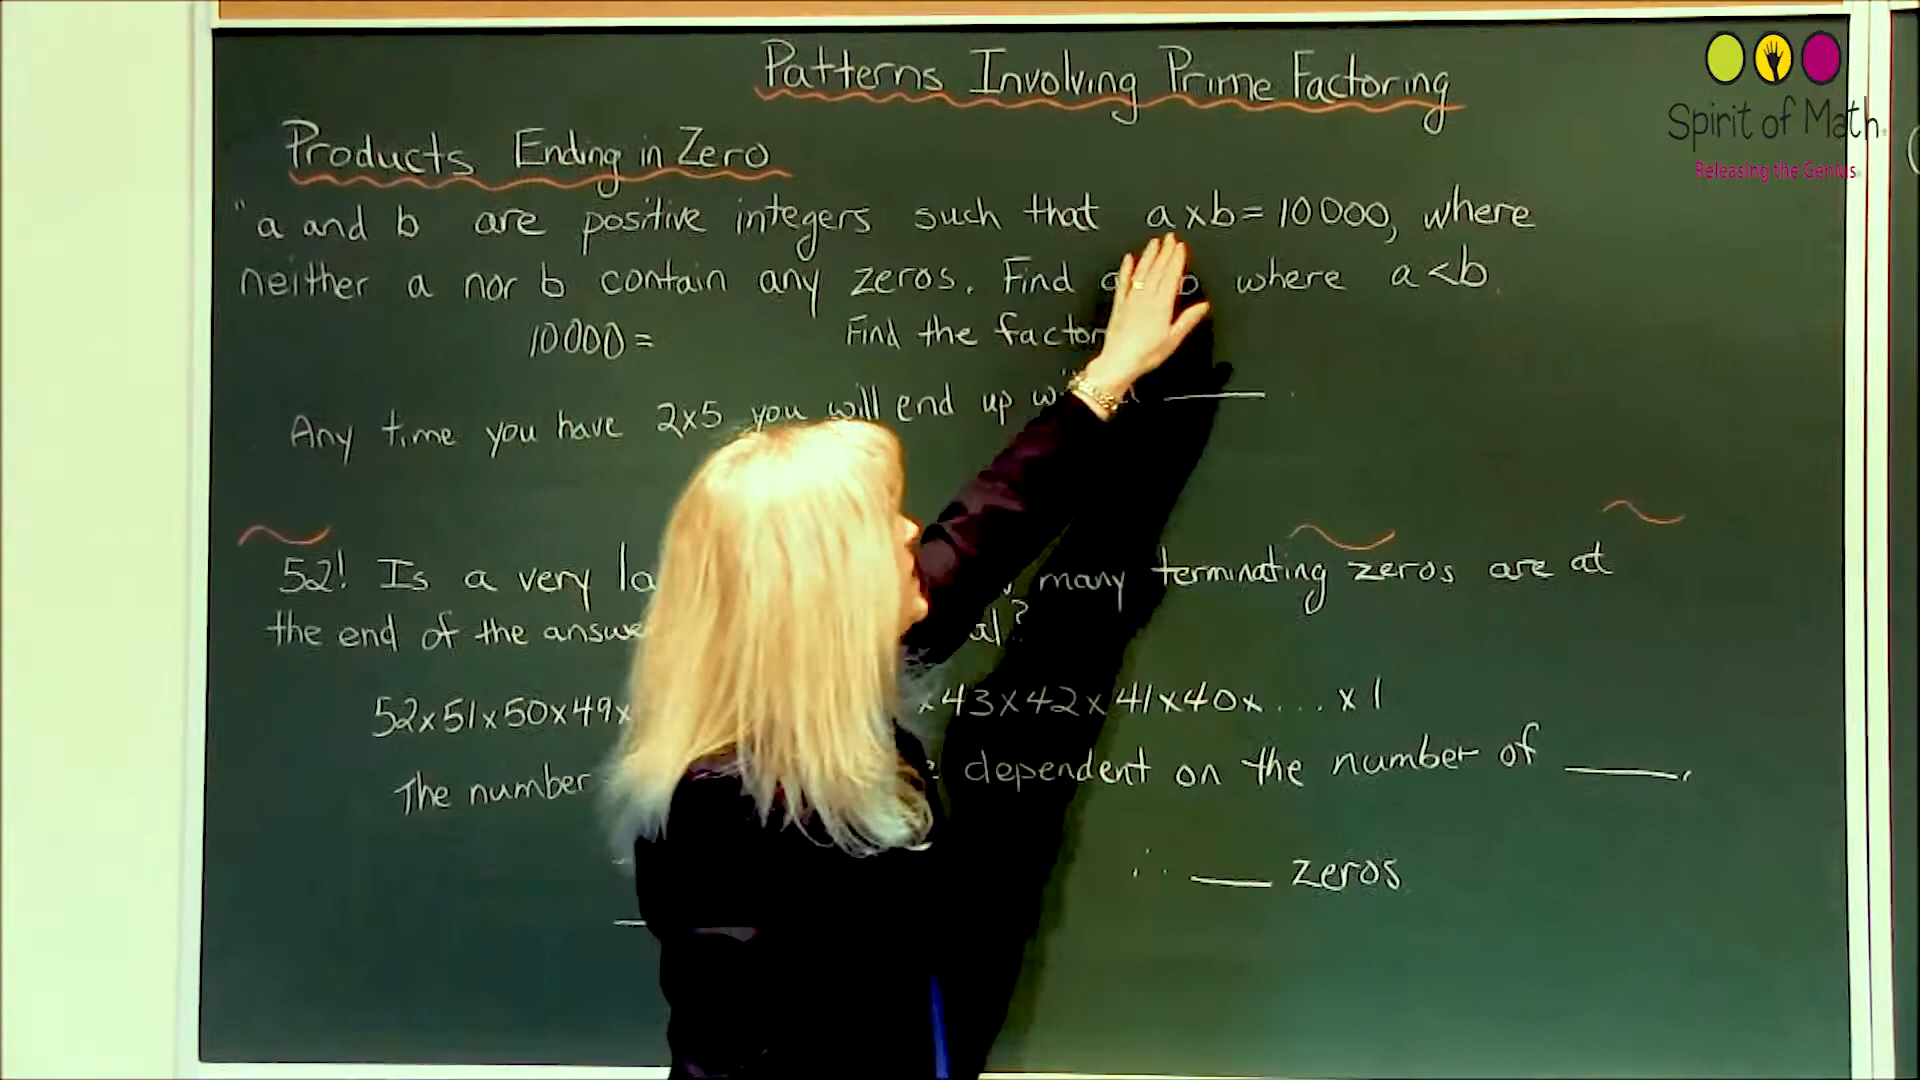 Patterns Involving Prime Factoring
Spirit of Math
Releasing the Genius
Products Ending in Zero
"a and b are positive integers such that a x b = 10000, where
neither a nor b contain any zeros. Find b where a < b.
10000 = Find the factor
Any time you have 2x5 you will end up ____.
52! Is a very many terminating zeros are at
the end of the
52x51x50x49x x43x42x41x40x...x1
The number dependent on the number of ____.
∴ ____ zeros